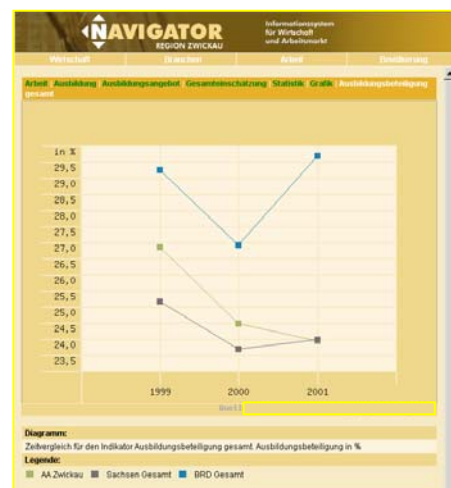 NAVIGATOR
REGION ZWICKAU
Informationssystem
für Wirtschaft
und Arbeitsmarkt
Wirtschaft Branchen Arbeit Bevölkerung
Arbeit Ausbildung Ausbildungsangebot Gesamteinschätzung Statistik Grafik Ausbildungsbeteiligung
gesamt
in %
29,5
29,0
28,5
28,0
27,5
27,0
26,5
26,0
25,5
25,0
24,5
24,0
23,5
1999 2000 2001
Diagramm:
Zeitvergleich für den Indikator Ausbildungsbeteiligung gesamt. Ausbildungsbeteiligung in %
Legende:
AA Zwickau Sachsen Gesamt BRD Gesamt